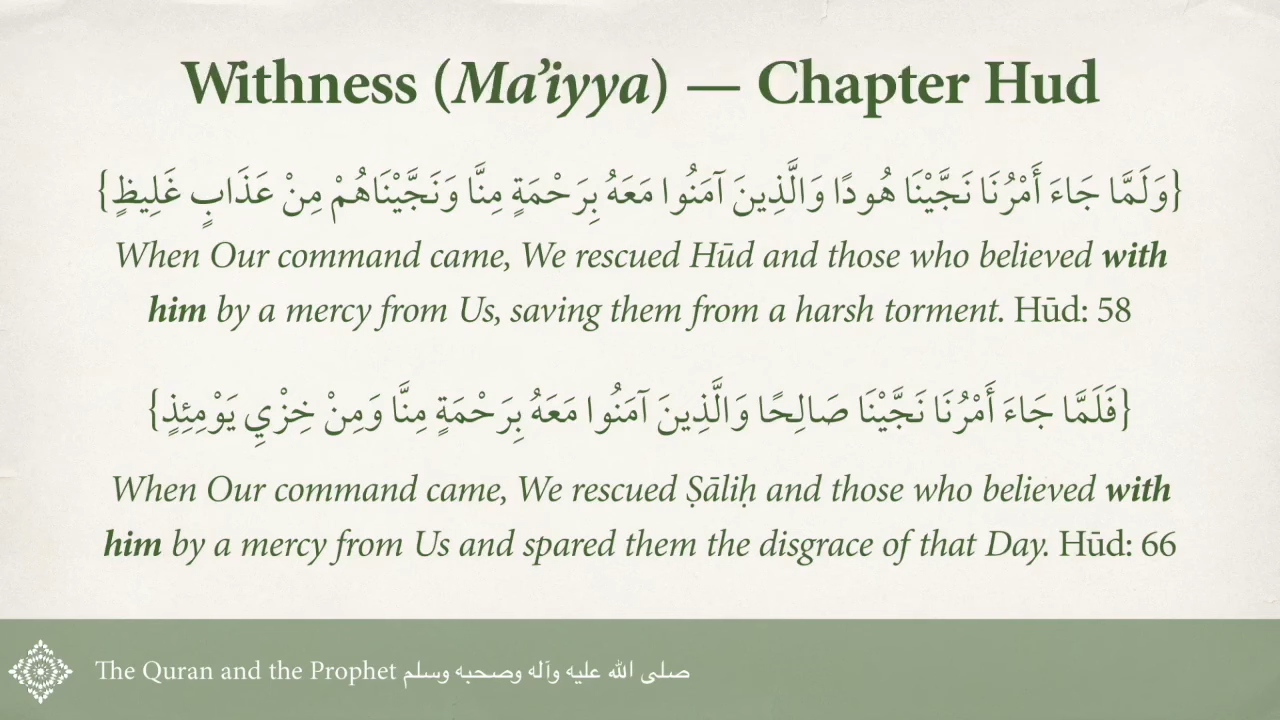 Withness (Ma’iyya) — Chapter Hud
{وَلَمَّا جَاءَ أَمْرُنَا نَجَّيْنَا هُودًا وَالَّذِينَ آمَنُوا مَعَهُ بِرَحْمَةٍ مِنَّا وَنَجَّيْنَاهُمْ مِنْ عَذَابٍ غَلِيظٍ}
When Our command came, We rescued Hūd and those who believed with
him by a mercy from Us, saving them from a harsh torment. Hūd: 58
{فَلَمَّا جَاءَ أَمْرُنَا نَجَّيْنَا صَالِحًا وَالَّذِينَ آمَنُوا مَعَهُ بِرَحْمَةٍ مِنَّا وَمِنْ خِزْيِ يَوْمِئِذٍ}
When Our command came, We rescued Ṣāliḥ and those who believed with
him by a mercy from Us and spared them the disgrace of that Day. Hūd: 66
The Quran and the Prophet صلى الله عليه وآله وصحبه وسلم